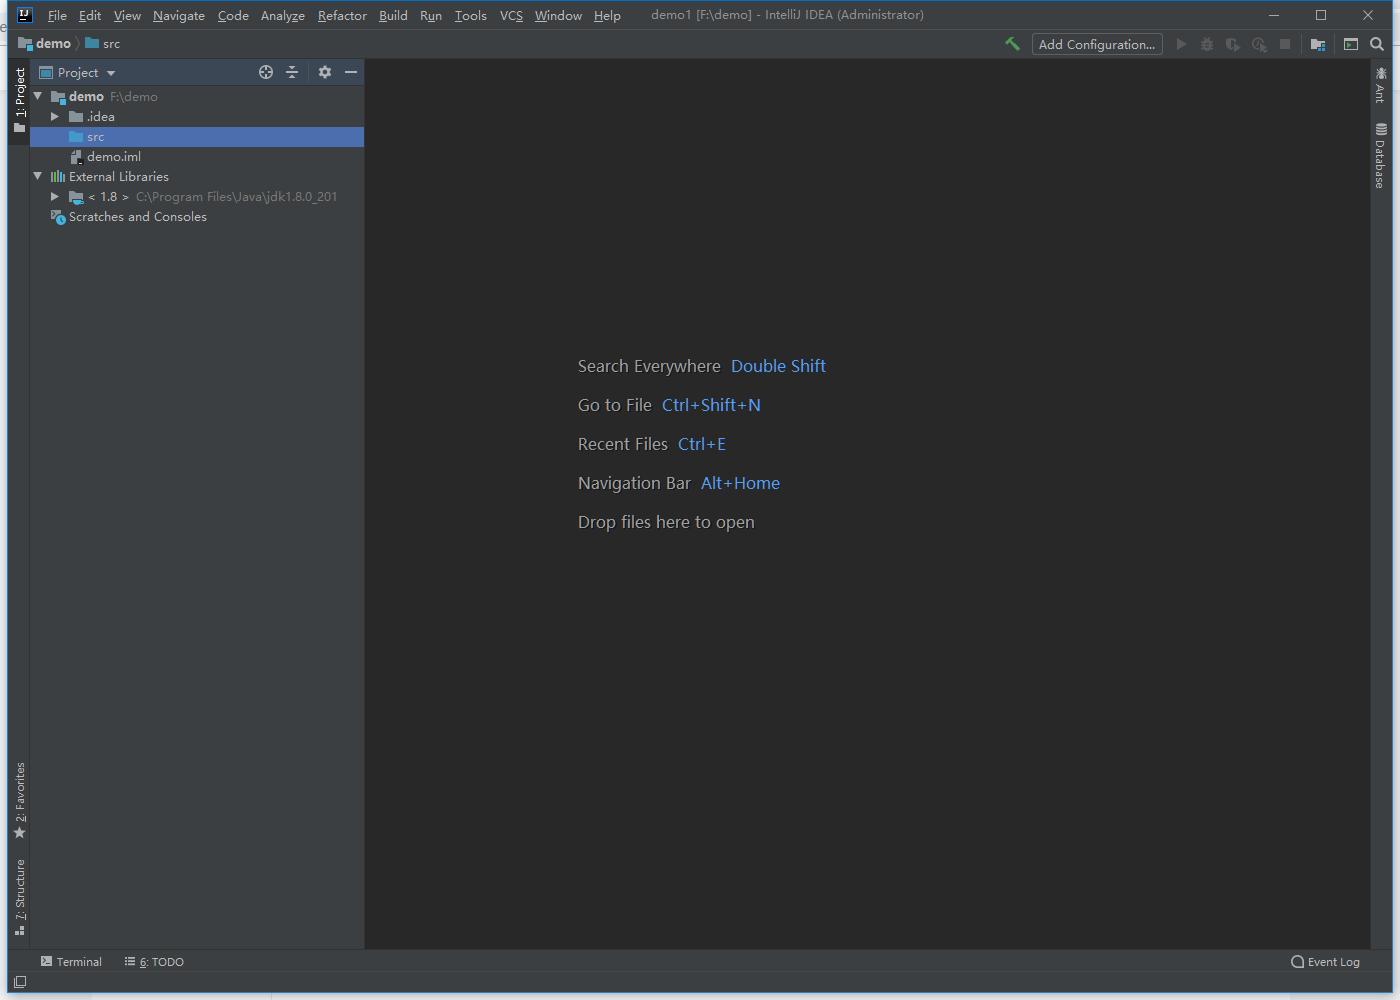 File Edit View Navigate Code Analyze Refactor Build Run Tools VCS Window Help demo1 [F:\demo] - IntelliJ IDEA (Administrator)
demo src Add Configuration...
1: Project
Project
demo F:\demo
.idea
src
demo.iml
External Libraries
< 1.8 > C:\Program Files\Java\jdk1.8.0_201
Scratches and Consoles
Search Everywhere Double Shift
Go to File Ctrl+Shift+N
Recent Files Ctrl+E
Navigation Bar Alt+Home
Drop files here to open
Ant
Database
2: Favorites
7: Structure
Terminal 6: TODO Event Log